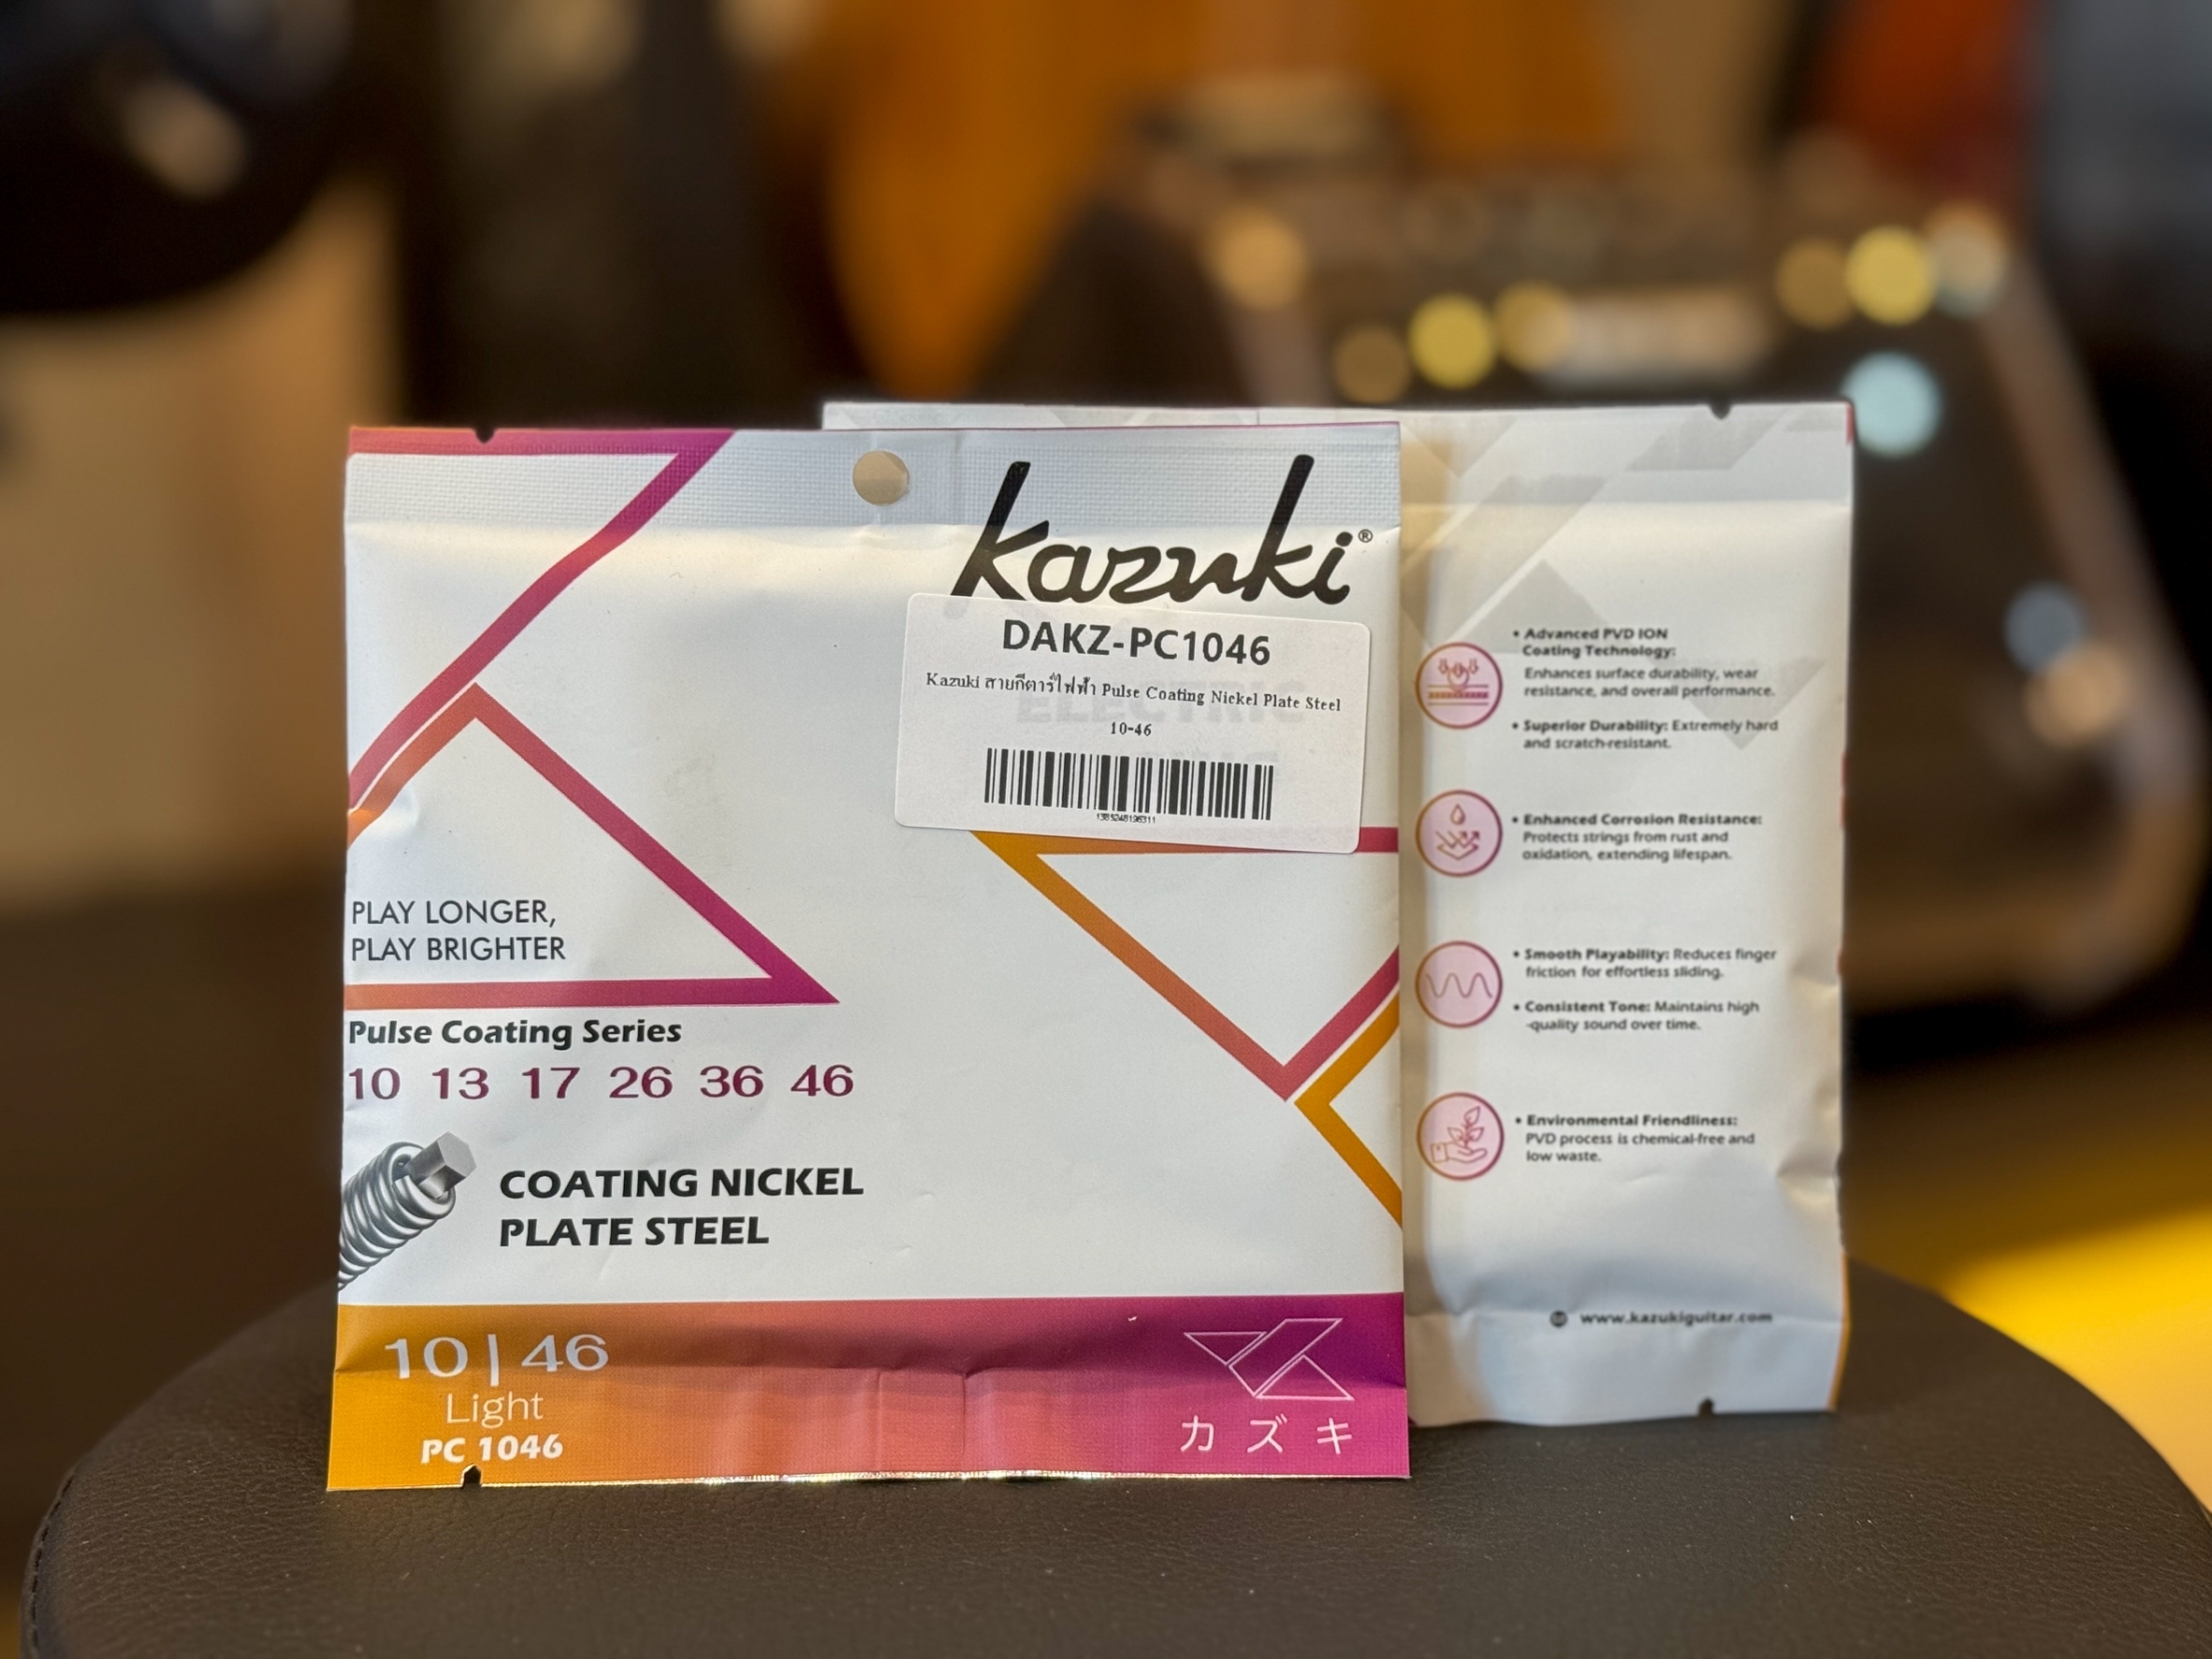 Kazuki®
DAKZ-PC1046
Kazuki สายกีตาร์ไฟฟ้า Pulse Coating Nickel Plate Steel
10-46
ELECTRIC
PLAY LONGER,
PLAY BRIGHTER
Pulse Coating Series
10 13 17 26 36 46
COATING NICKEL
PLATE STEEL
10|46
Light
PC 1046
カズキ
• Advanced PVD ION
Coating Technology:
Enhances surface durability, wear
resistance, and overall performance.
• Superior Durability: Extremely hard
and scratch-resistant.
• Enhanced Corrosion Resistance:
Protects strings from rust and
oxidation, extending lifespan.
• Smooth Playability: Reduces finger
friction for effortless sliding.
• Consistent Tone: Maintains high
-quality sound over time.
• Environmental Friendliness:
PVD process is chemical-free and
low waste.
www.kazukiguitar.com